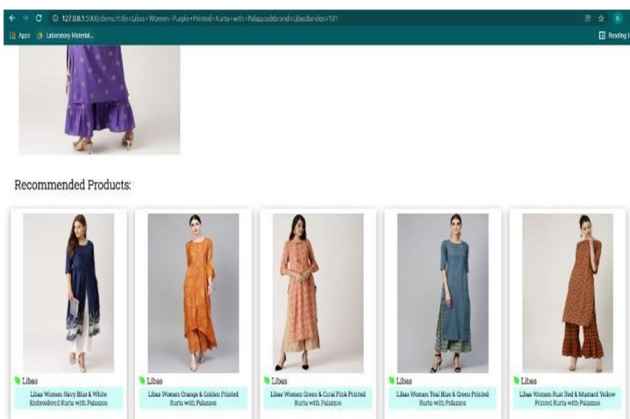 127.0.0.1:5000/demo?title=Libas+Women+Purple+Printed+Kurta+with+Palazzos&brand=Libas&index=101
Apps Laboratory Material... Reading
Recommended Products:
Libas
Libas Women Navy Blue & White
Embroidered Kurta with Palazzos
Libas
Libas Women Orange & Golden Printed
Kurta with Palazzos
Libas
Libas Women Green & Coral Pink Printed
Kurta with Palazzos
Libas
Libas Women Teal Blue & Green Printed
Kurta with Palazzos
Libas
Libas Women Rust Red & Mustard Yellow
Printed Kurta with Palazzos